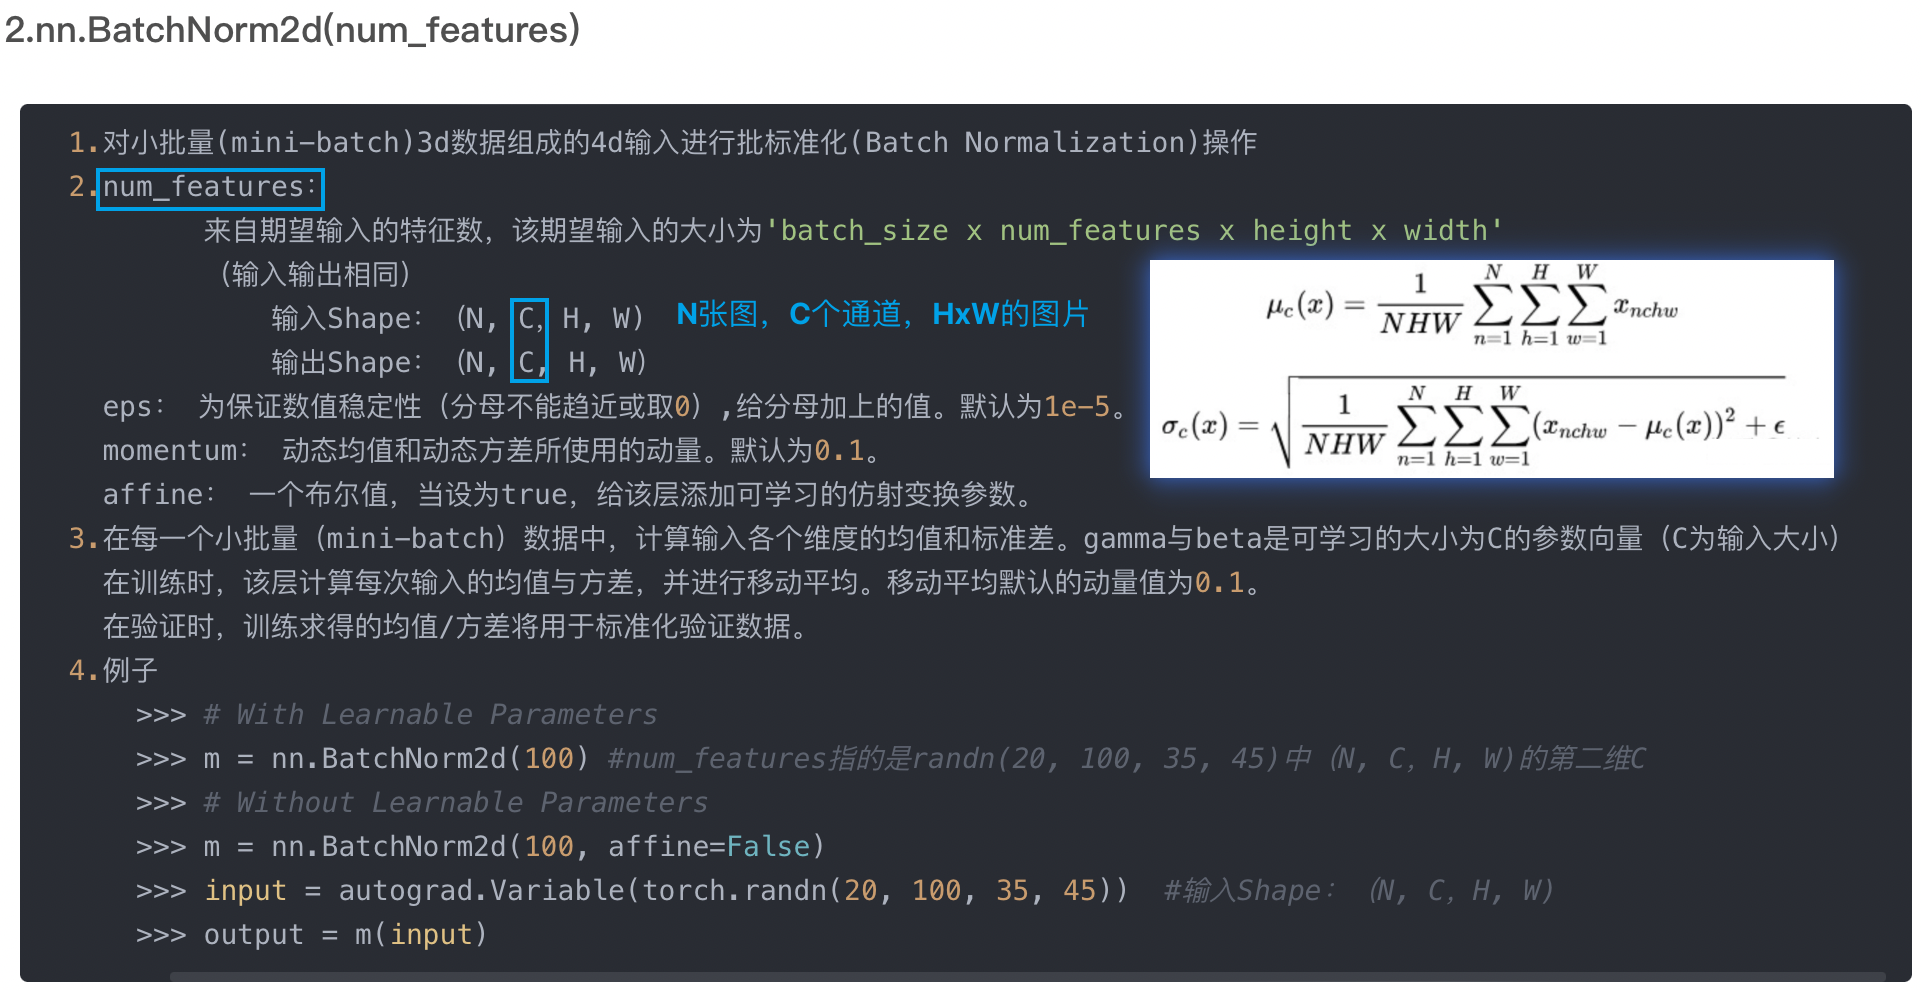 2.nn.BatchNorm2d(num_features)
1.对小批量(mini-batch)3d数据组成的4d输入进行批标准化(Batch Normalization)操作
2.num_features：
来自期望输入的特征数，该期望输入的大小为'batch_size x num_features x height x width'
（输入输出相同）
输入Shape：（N, C, H, W） N张图，C个通道，HxW的图片
输出Shape：（N, C, H, W）
μ_c(x) = \frac{1}{NHW} \sum_{n=1}^{N} \sum_{h=1}^{H} \sum_{w=1}^{W} x_{nchw}
σ_c(x) = \sqrt{\frac{1}{NHW} \sum_{n=1}^{N} \sum_{h=1}^{H} \sum_{w=1}^{W} (x_{nchw} − μ_c(x))^2 + ϵ}
eps： 为保证数值稳定性（分母不能趋近或取0）,给分母加上的值。默认为1e-5。
momentum： 动态均值和动态方差所使用的动量。默认为0.1。
affine： 一个布尔值，当设为true，给该层添加可学习的仿射变换参数。
3.在每一个小批量（mini-batch）数据中，计算输入各个维度的均值和标准差。gamma与beta是可学习的大小为C的参数向量（C为输入大小）
在训练时，该层计算每次输入的均值与方差，并进行移动平均。移动平均默认的动量值为0.1。
在验证时，训练求得的均值/方差将用于标准化验证数据。
4.例子
>>> # With Learnable Parameters
>>> m = nn.BatchNorm2d(100) #num_features指的是randn(20, 100, 35, 45)中（N, C, H, W)的第二维C
>>> # Without Learnable Parameters
>>> m = nn.BatchNorm2d(100, affine=False)
>>> input = autograd.Variable(torch.randn(20, 100, 35, 45)) #输入Shape：（N, C, H, W)
>>> output = m(input)